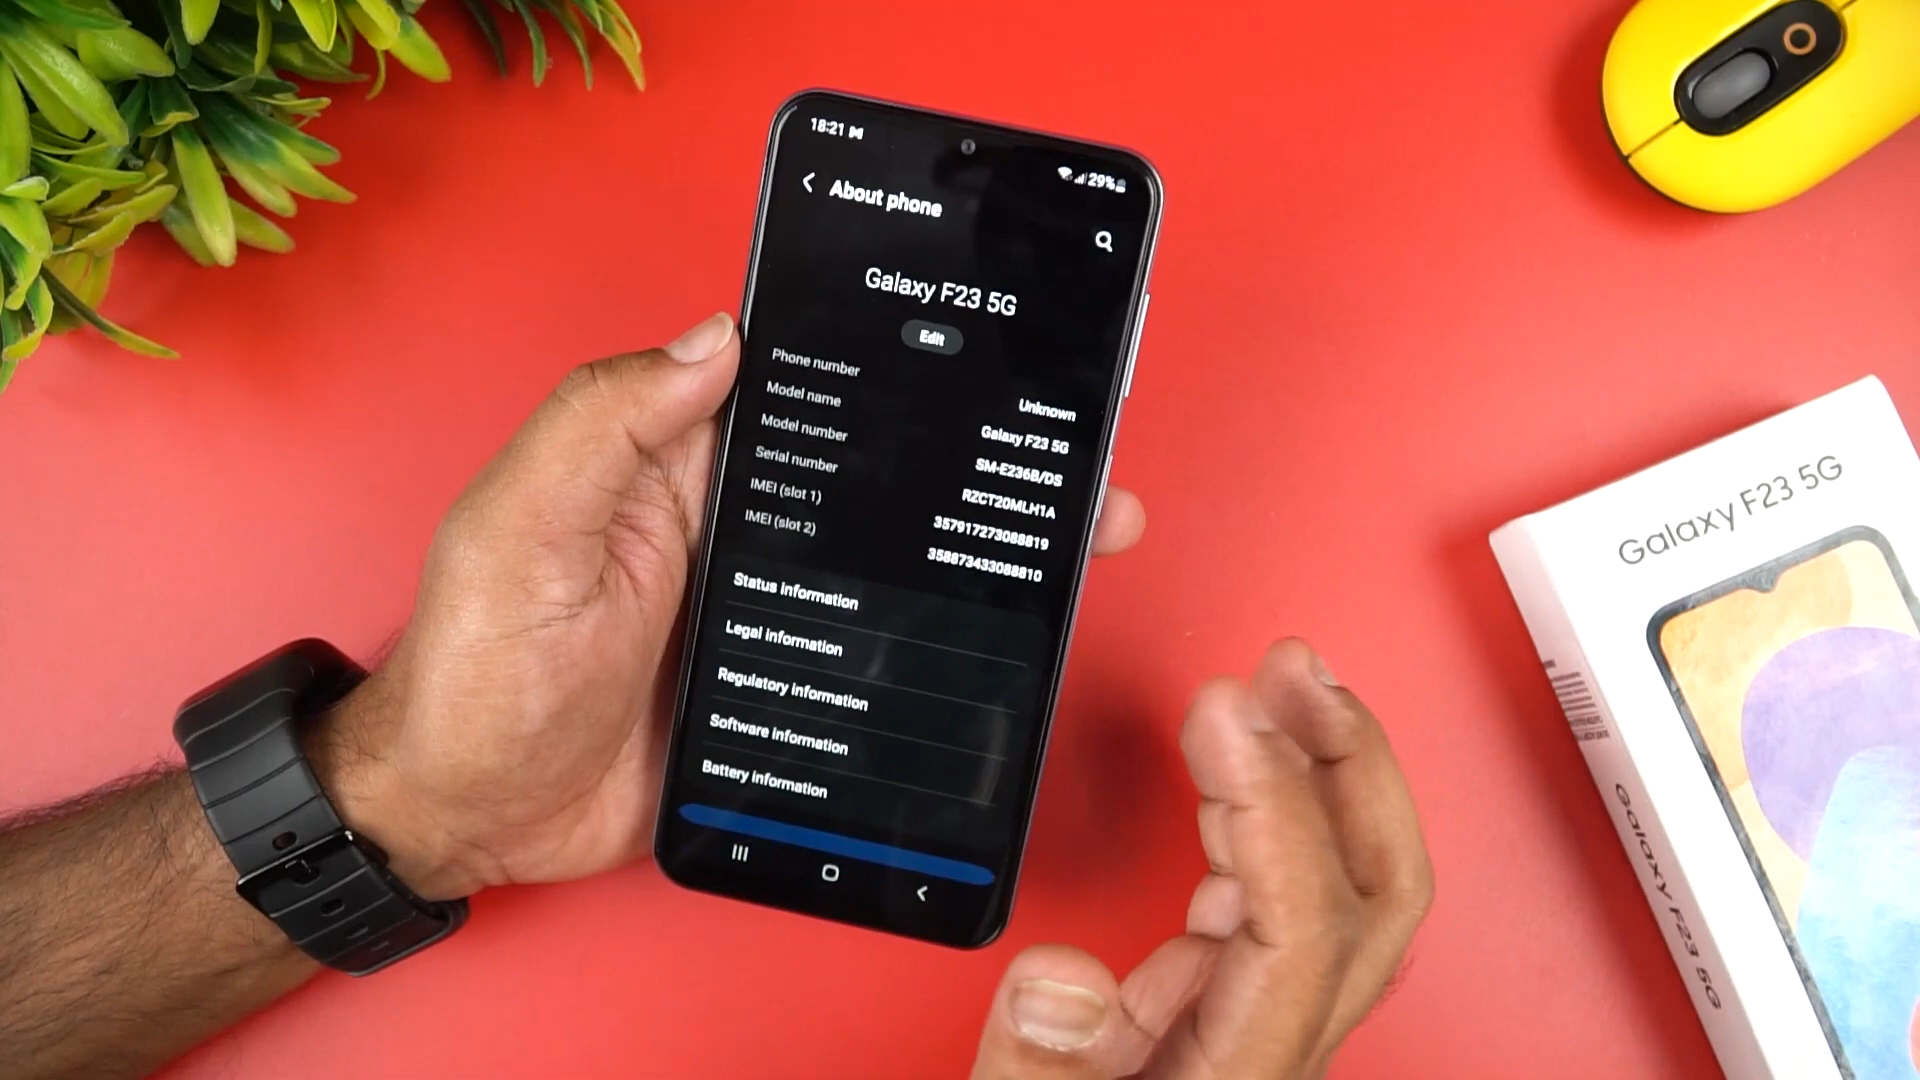 18:21
29%
About phone
Galaxy F23 5G
Edit
Phone number
Unknown
Model name
Galaxy F23 5G
Model number
SM-E236B/DS
Serial number
RZCT20MLH1A
IMEI (slot 1)
357917273088819
IMEI (slot 2)
358873433088810
Status information
Legal information
Regulatory information
Software information
Battery information
Galaxy F23 5G
Galaxy F23 5G